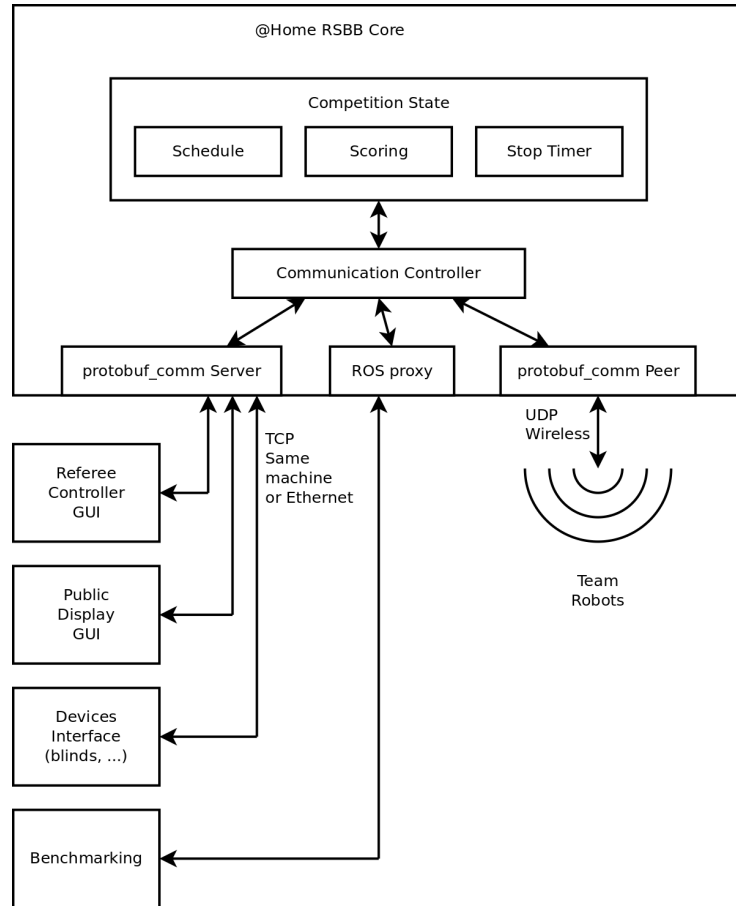 @Home RSBB Core
Competition State
Schedule
Scoring
Stop Timer
Communication Controller
protobuf_comm Server
ROS proxy
protobuf_comm Peer
TCP
Same
machine
or Ethernet
UDP
Wireless
Referee
Controller
GUI
Public
Display
GUI
Team
Robots
Devices
Interface
(blinds, ...)
Benchmarking